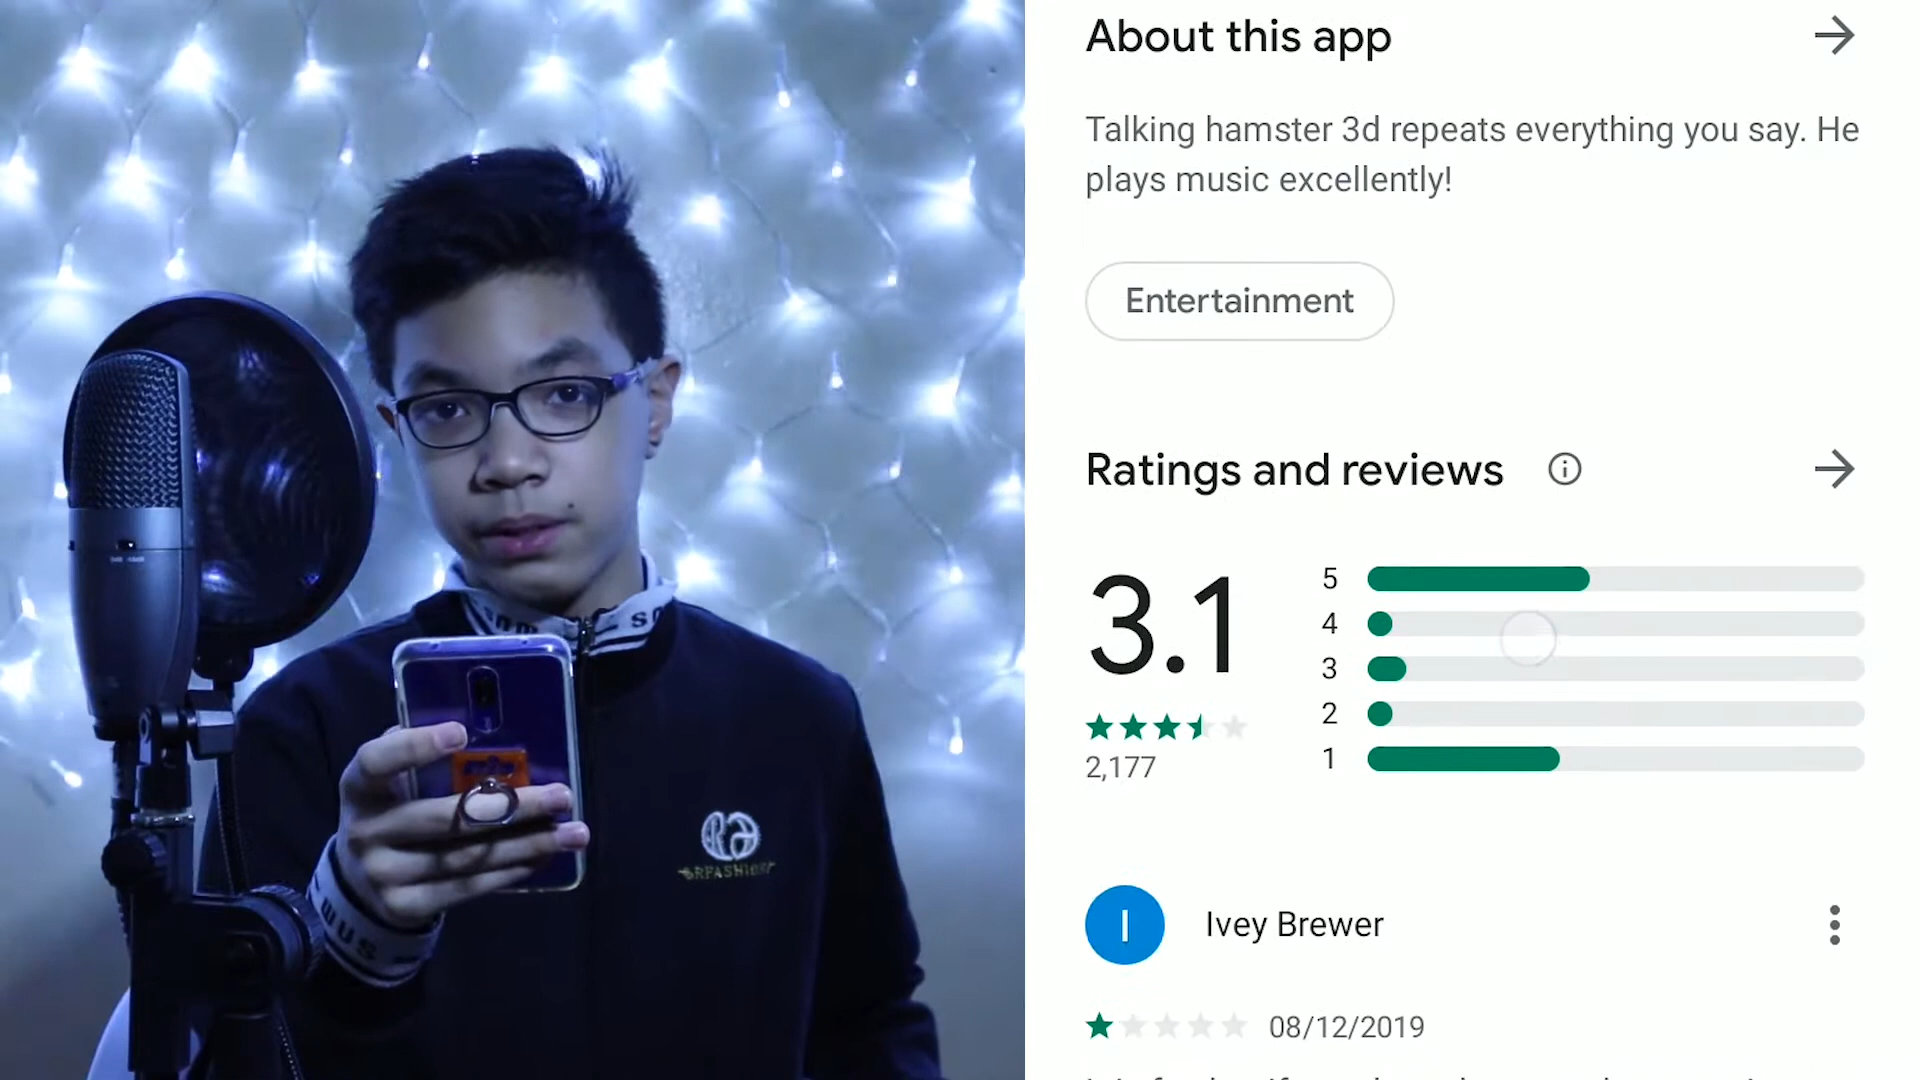 About this app
Talking hamster 3d repeats everything you say. He
plays music excellently!
Entertainment
Ratings and reviews
3.1
2,177
5
4
3
2
1
I
Ivey Brewer
08/12/2019